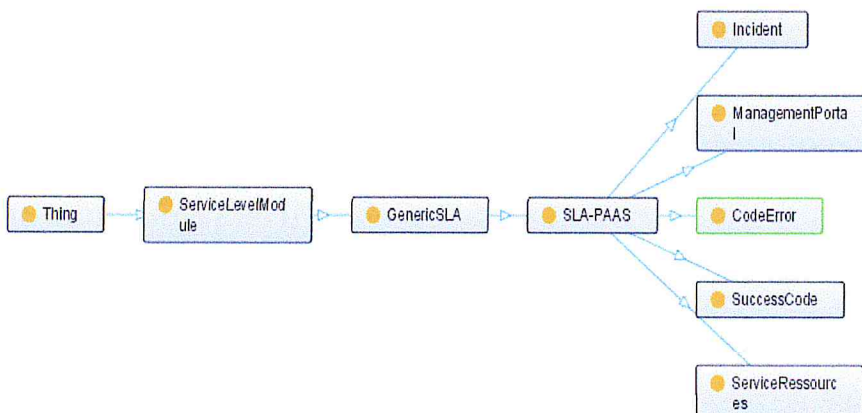 Incident
ManagementPorta
l
Thing
ServiceLevelMod
ule
GenericSLA
SLA-PAAS
CodeError
SuccessCode
ServiceRessourc
es